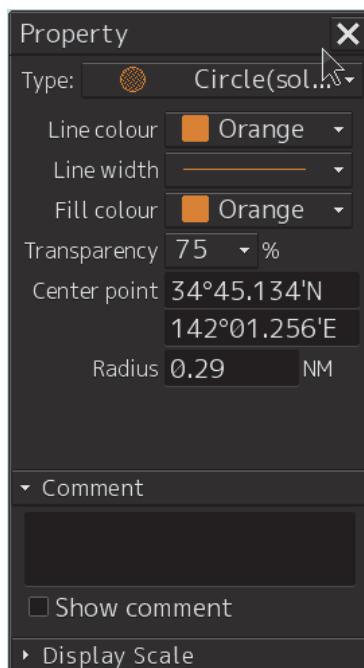 Property
Type: Circle(sol...
Line colour Orange
Line width
Fill colour Orange
Transparency 75 %
Center point 34°45.134'N
142°01.256'E
Radius 0.29 NM
Comment
Show comment
Display Scale